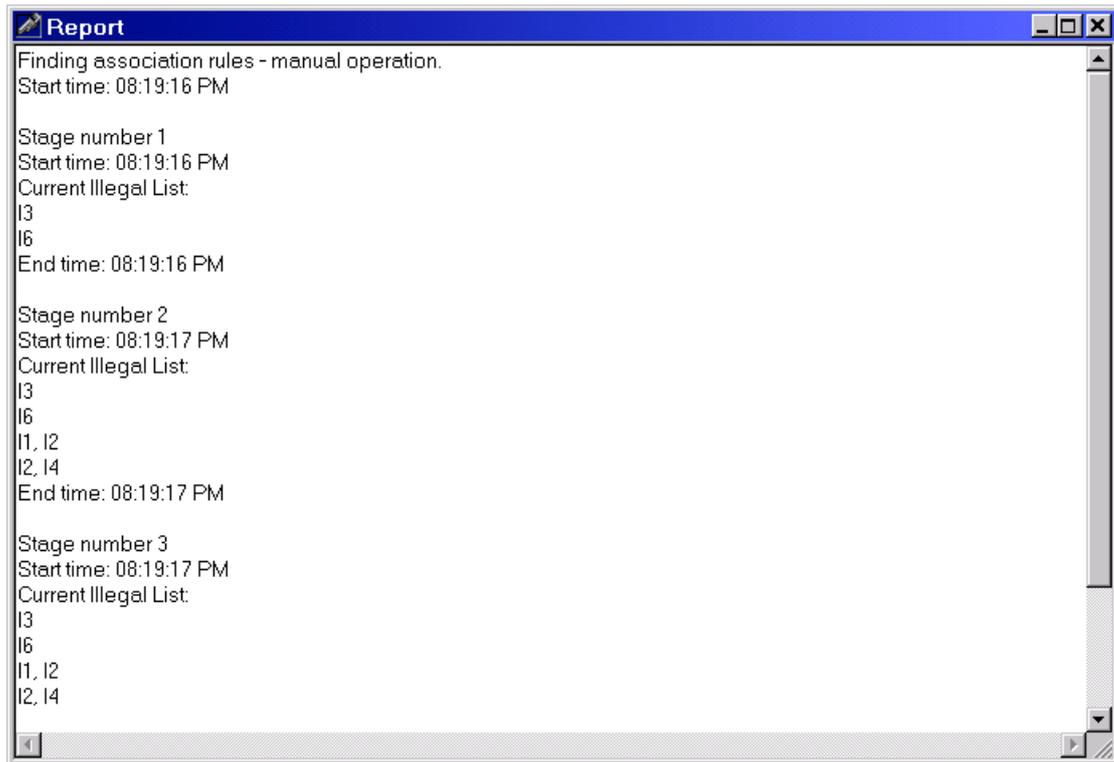 Report
Finding association rules - manual operation.
Start time: 08:19:16 PM
Stage number 1
Start time: 08:19:16 PM
Current Illegal List:
I3
I6
End time: 08:19:16 PM
Stage number 2
Start time: 08:19:17 PM
Current Illegal List:
I3
I6
I1, I2
I2, I4
End time: 08:19:17 PM
Stage number 3
Start time: 08:19:17 PM
Current Illegal List:
I3
I6
I1, I2
I2, I4